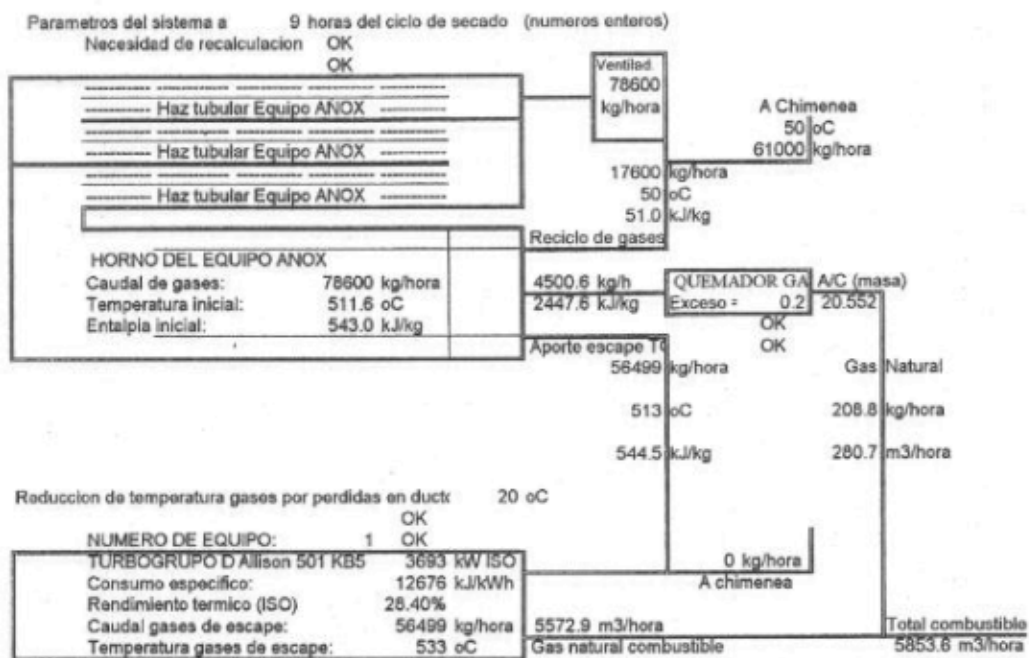 Parametros del sistema a 9 horas del ciclo de secado (numeros enteros)
Necesidad de recalculacion OK
OK
Ventilad.
78600
kg/hora
Haz tubular Equipo ANOX
Haz tubular Equipo ANOX
Haz tubular Equipo ANOX
A Chimenea
50 oC
61000 kg/hora
17600 kg/hora
50 oC
51.0 kJ/kg
Reciclo de gases
HORNO DEL EQUIPO ANOX
Caudal de gases: 78600 kg/hora
Temperatura inicial: 511.6 oC
Entalpia inicial: 543.0 kJ/kg
4500.6 kg/h
2447.6 kJ/kg
QUEMADOR GA
Exceso = 0.2
A/C (masa)
20.552
OK
OK
Aporte escape TG
56499 kg/hora
513 oC
544.5 kJ/kg
Gas Natural
208.8 kg/hora
280.7 m3/hora
Reduccion de temperatura gases por perdidas en ducto 20 oC
OK
NUMERO DE EQUIPO: 1 OK
TURBOGRUPO D Allison 501 KB5 3693 kW ISO
Consumo especifico: 12676 kJ/kWh
Rendimiento termico (ISO) 28.40%
Caudal gases de escape: 56499 kg/hora
Temperatura gases de escape: 533 oC
0 kg/hora
A chimenea
5572.9 m3/hora
Gas natural combustible
Total combustible
5853.6 m3/hora